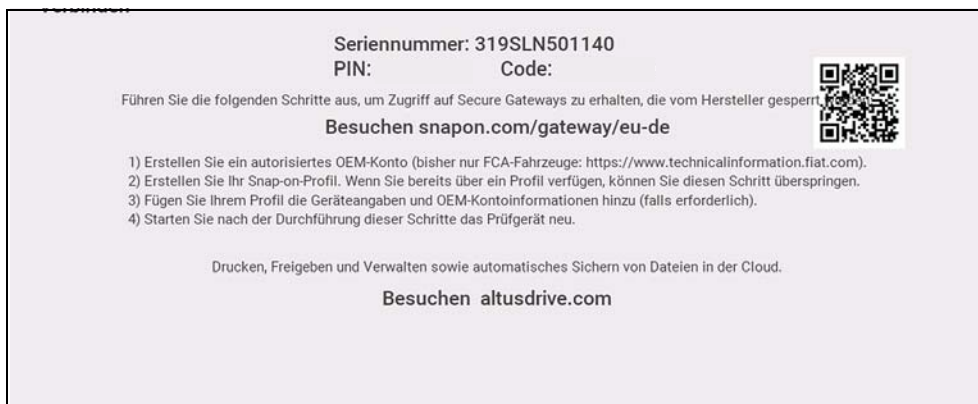 Seriennummer: 319SLN501140
PIN: Code:
Führen Sie die folgenden Schritte aus, um Zugriff auf Secure Gateways zu erhalten, die vom Hersteller gesperrt
Besuchen snapon.com/gateway/eu-de
1) Erstellen Sie ein autorisiertes OEM-Konto (bisher nur FCA-Fahrzeuge: https://www.technicalinformation.fiat.com).
2) Erstellen Sie Ihr Snap-on-Profil. Wenn Sie bereits über ein Profil verfügen, können Sie diesen Schritt überspringen.
3) Fügen Sie Ihrem Profil die Geräteangaben und OEM-Kontoinformationen hinzu (falls erforderlich).
4) Starten Sie nach der Durchführung dieser Schritte das Prüfgerät neu.
Drucken, Freigeben und Verwalten sowie automatisches Sichern von Dateien in der Cloud.
Besuchen altusdrive.com